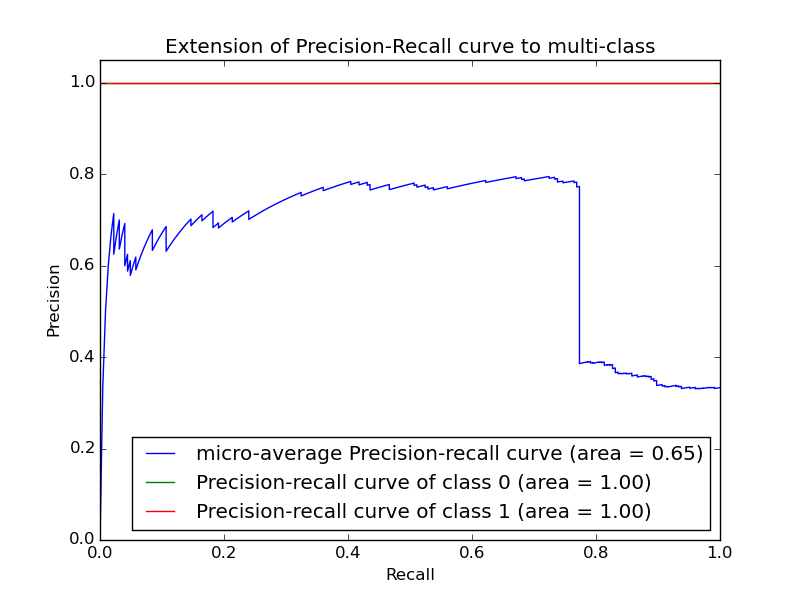 Extension of Precision-Recall curve to multi-class
1.0
0.8
0.6
0.4
0.2
0.0
Precision
micro-average Precision-recall curve (area = 0.65)
Precision-recall curve of class 0 (area = 1.00)
Precision-recall curve of class 1 (area = 1.00)
0.0 0.2 0.4 0.6 0.8 1.0
Recall